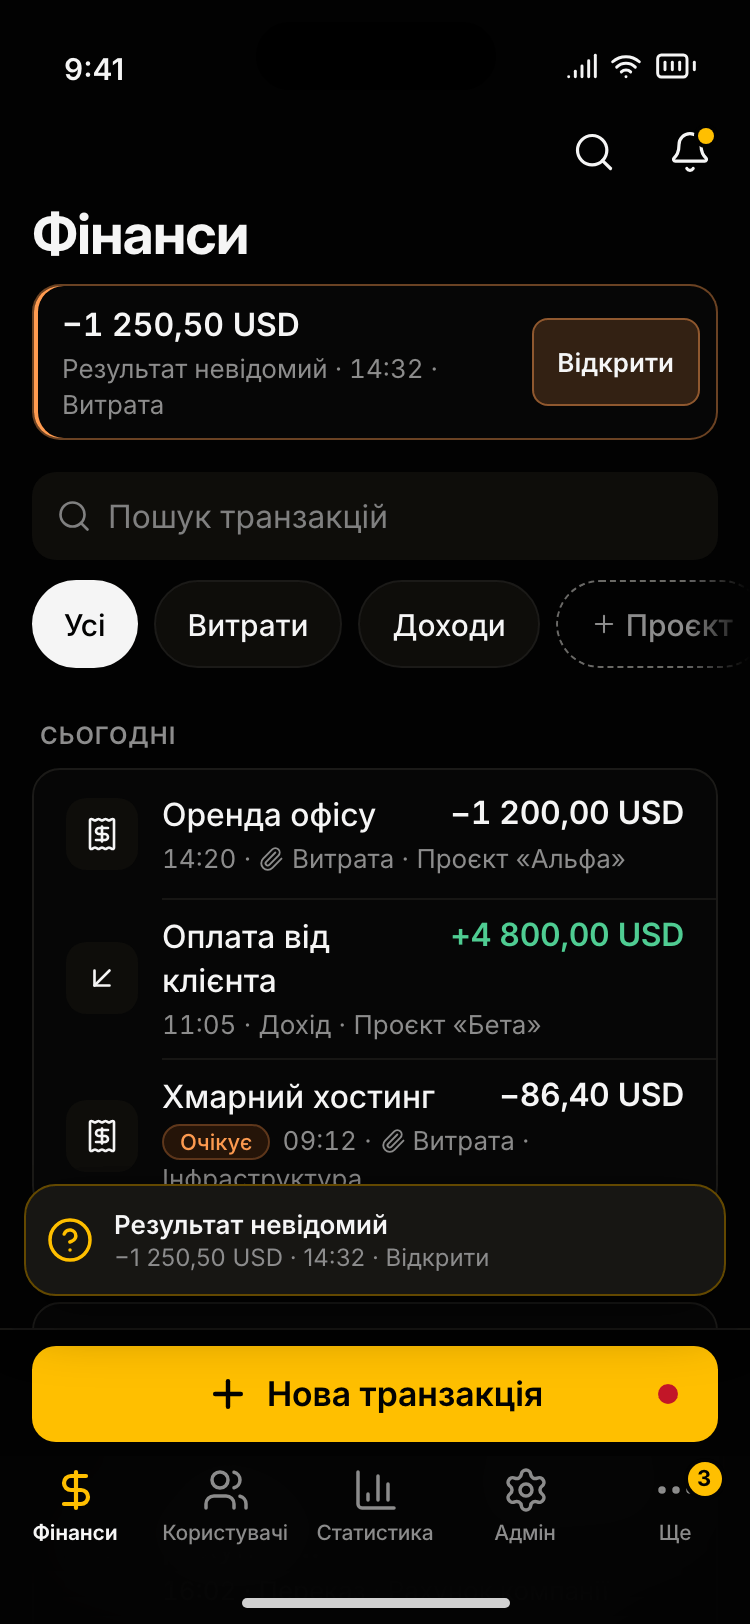 9:41
Фінанси
−1 250,50 USD
Результат невідомий · 14:32 ·
Витрата
Відкрити
Пошук транзакцій
Усі
Витрати
Доходи
+ Проєкт
СЬОГОДНІ
Оренда офісу
−1 200,00 USD
14:20 · Витрата · Проєкт «Альфа»
Оплата від
клієнта
+4 800,00 USD
11:05 · Дохід · Проєкт «Бета»
Хмарний хостинг
−86,40 USD
Очікує 09:12 · Витрата ·
Інфраструктура
Результат невідомий
−1 250,50 USD · 14:32 · Відкрити
+ Нова транзакція
Фінанси
Користувачі
Статистика
Адмін
3
Ще